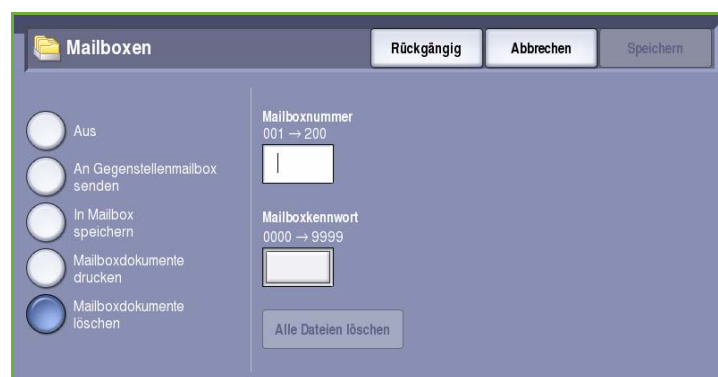 Mailboxen
Rückgängig
Abbrechen
Speichern
Aus
An Gegenstellenmailbox
senden
In Mailbox
speichern
Mailboxdokumente
drucken
Mailboxdokumente
löschen
Mailboxnummer
001 → 200
Mailboxkennwort
0000 → 9999
Alle Dateien löschen